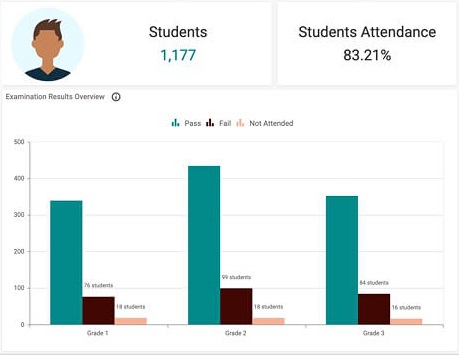 Students
1,177
Students Attendance
83.21%
Examination Results Overview
Pass Fail Not Attended
500
400
300
200
100
0
76 students
18 students
99 students
18 students
84 students
16 students
Grade 1 Grade 2 Grade 3